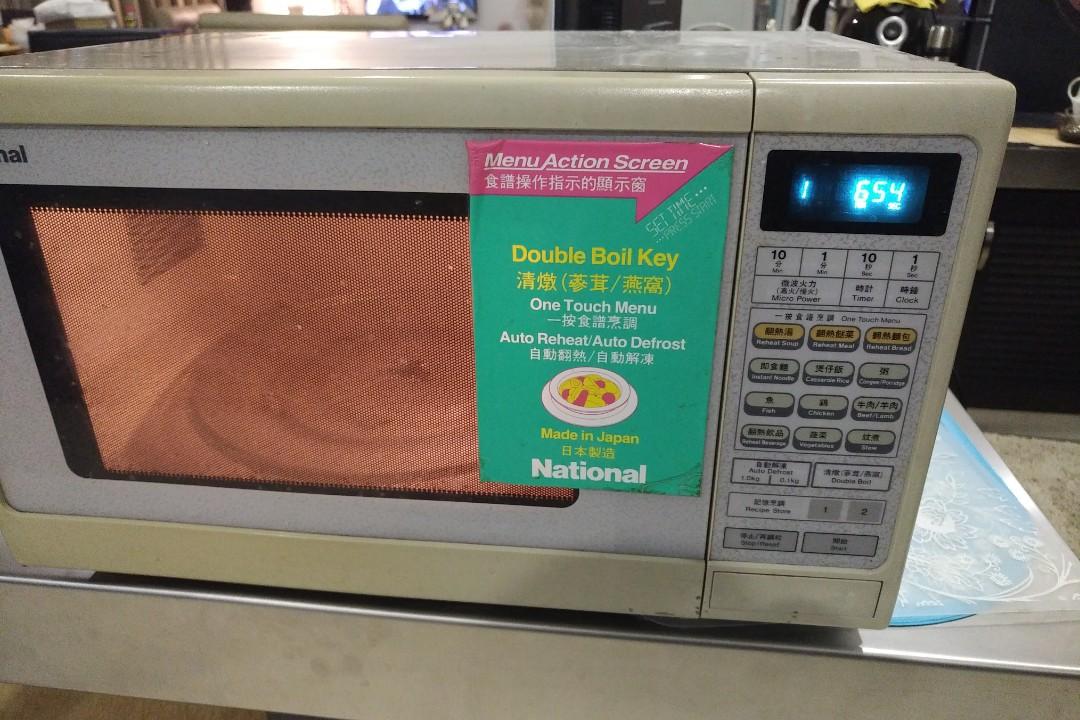 nal
Menu Action Screen
食譜操作指示的顯示窗
SET TIME...
...PRESS START
Double Boil Key
清燉(蔘茸/燕窩)
One Touch Menu
一按食譜烹調
Auto Reheat/Auto Defrost
自動翻熱/自動解凍
Made in Japan
日本製造
National
1 654
10 1 10 1
分 分 秒 秒
Min Min Sec Sec
微波火力 時計 時鐘
(高火/慢火)
Micro Power Timer Clock
一按食譜烹調 One Touch Menu
翻熱湯 翻熱餸菜 翻熱麵包
Reheat Soup Reheat Meal Reheat Bread
即食麵 煲仔飯 粥
Instant Noodle Casserole Rice Congee/Porridge
魚 鷄 牛肉/羊肉
Fish Chicken Beef/Lamb
翻熱飲品 蔬菜 炆煮
Reheat Beverage Vegetables Stew
自動解凍 清燉(蔘茸/燕窩)
Auto Defrost Double Boil
1.0kg 0.1kg
記憶烹調
Recipe Store 1 2
停止/再調校 開始
Stop/Reset Start